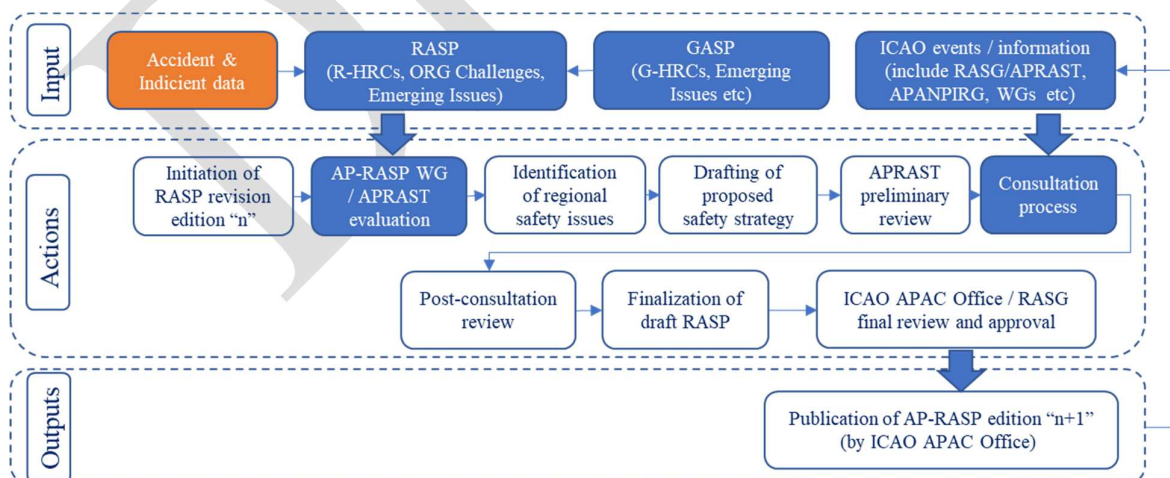 Input
Accident &
Indicient data
RASP
(R-HRCs, ORG Challenges,
Emerging Issues)
GASP
(G-HRCs, Emerging
Issues etc)
ICAO events / information
(include RASG/APRAST,
APANPIRG, WGs etc)
Actions
Initiation of
RASP revision
edition “n”
AP-RASP WG
/ APRAST
evaluation
Identification
of regional
safety issues
Drafting of
proposed
safety strategy
APRAST
preliminary
review
Consultation
process
Post-consultation
review
Finalization of
draft RASP
ICAO APAC Office / RASG
final review and approval
Outputs
Publication of AP-RASP edition “n+1”
(by ICAO APAC Office)